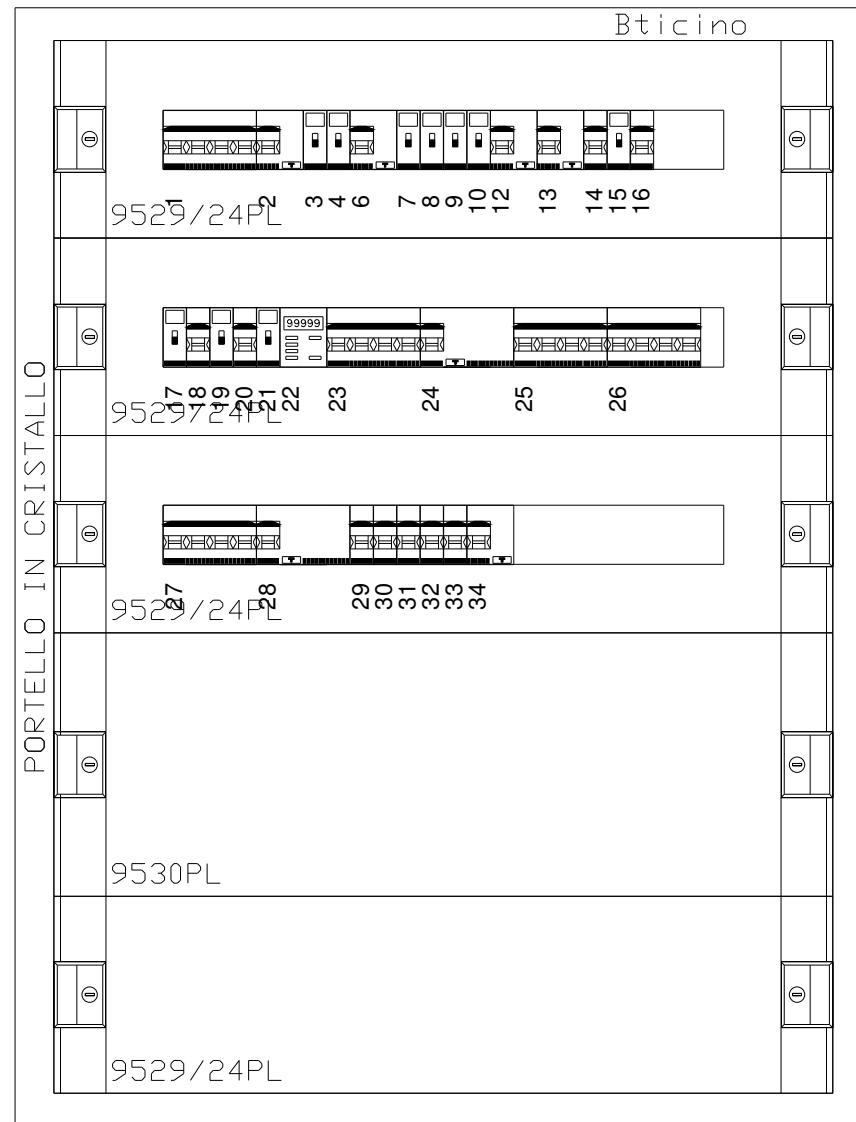 Bticino
PORTELLO IN CRISTALLO
1 2 3 4 6 7 8 9 10 12 13 14 15 16
9529/24PL
99999
17 18 19 20 21 22 23 24 25 26
9529/24PL
27 28 29 30 31 32 33 34
9529/24PL
9530PL
9529/24PL